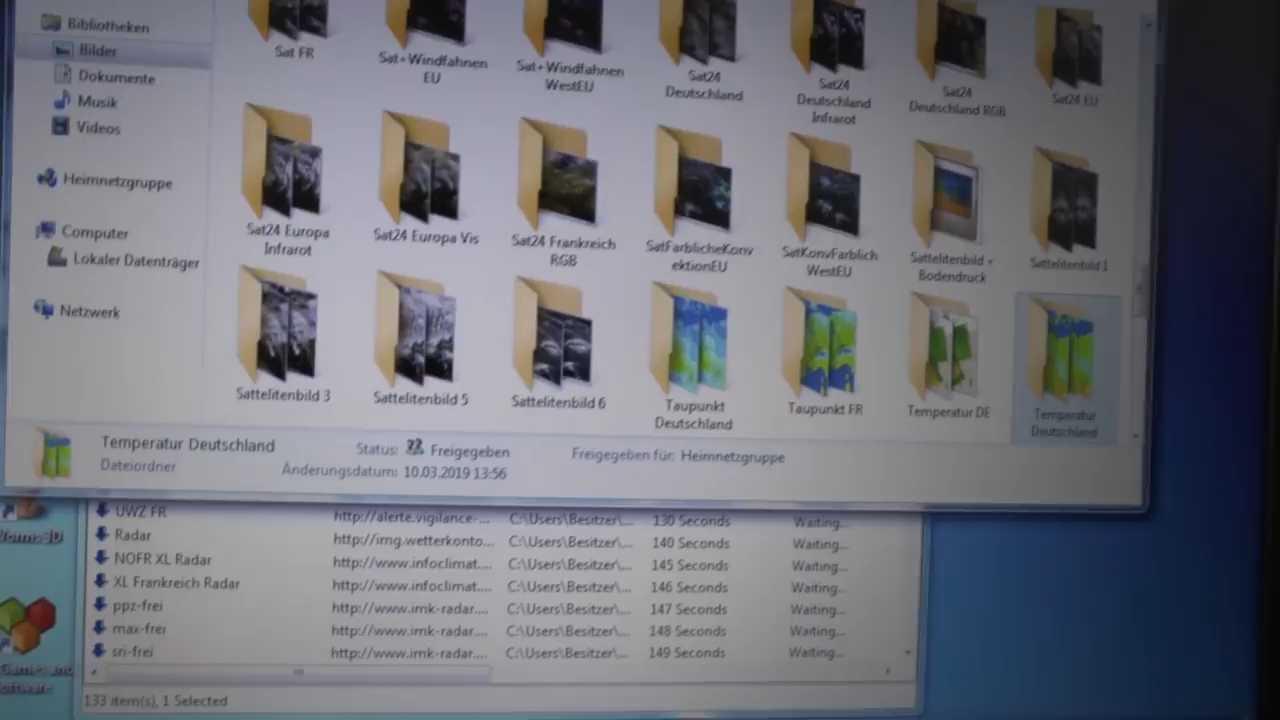 Bibliotheken
Bilder
Dokumente
Musik
Videos
Heimnetzgruppe
Computer
Lokaler Datenträger
Netzwerk
Sat FR
Sat+Windfahnen
EU
Sat+Windfahnen
WestEU
Sat24
Deutschland
Sat24
Deutschland
Infrarot
Sat24
Deutschland RGB
Sat24 EU
Sat24 Europa
Infrarot
Sat24 Europa Vis
Sat24 Frankreich
RGB
SatFarblicheKonv
ektionEU
SatKonvFarblich
WestEU
Sattelitenbild +
Bodendruck
Sattelitenbild 1
Sattelitenbild 3
Sattelitenbild 5
Sattelitenbild 6
Taupunkt
Deutschland
Taupunkt FR
Temperatur DE
Temperatur
Deutschland
Temperatur Deutschland
Dateiordner
Status: Freigegeben
Änderungsdatum: 10.03.2019 13:56
Freigegeben für: Heimnetzgruppe
UWZ FR http://alerte.vigilance-... C:\Users\Besitzer\... 130 Seconds Waiting...
Radar http://img.wetterkonto... C:\Users\Besitzer\... 140 Seconds Waiting...
NOFR XL Radar http://www.infoclimat.... C:\Users\Besitzer\... 145 Seconds Waiting...
XL Frankreich Radar http://www.infoclimat.... C:\Users\Besitzer\... 146 Seconds Waiting...
ppz-frei http://www.imk-radar.... C:\Users\Besitzer\... 147 Seconds Waiting...
max-frei http://www.imk-radar.... C:\Users\Besitzer\... 148 Seconds Waiting...
sri-frei http://www.imk-radar.... C:\Users\Besitzer\... 149 Seconds Waiting...
133 item(s), 1 Selected
Games and
Software